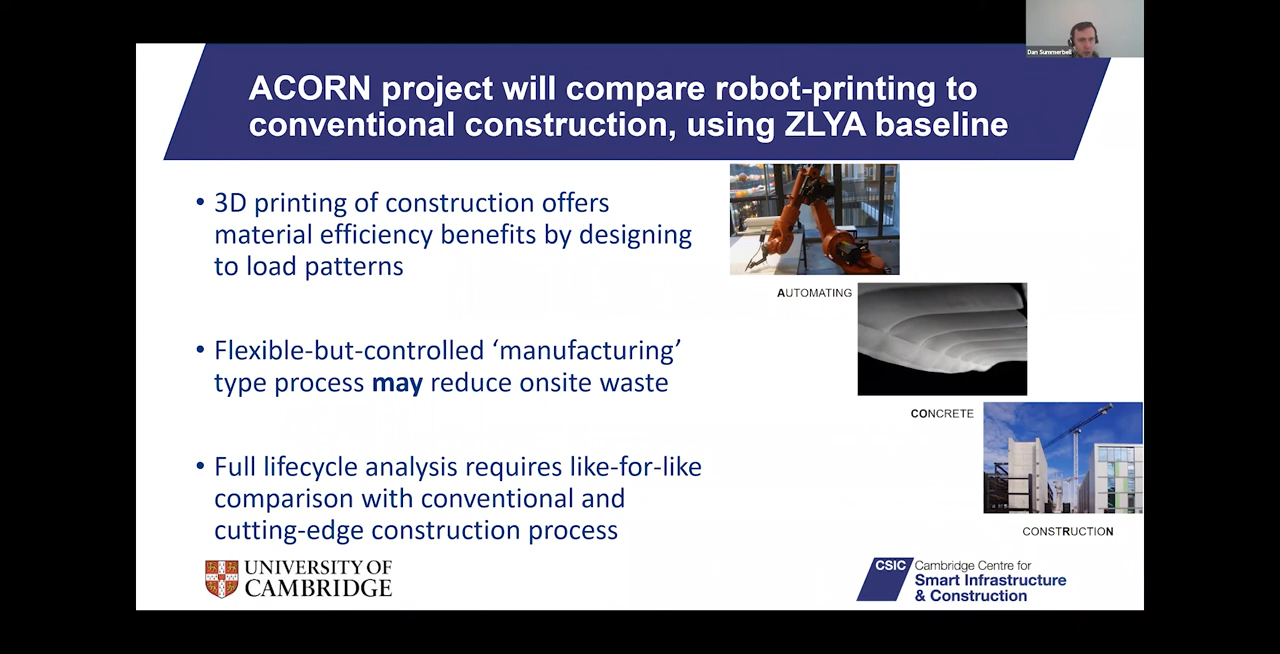 Dan Summerbell
ACORN project will compare robot-printing to
conventional construction, using ZLYA baseline
• 3D printing of construction offers
material efficiency benefits by designing
to load patterns
• Flexible-but-controlled ‘manufacturing’
type process may reduce onsite waste
• Full lifecycle analysis requires like-for-like
comparison with conventional and
cutting-edge construction process
AUTOMATING
CONCRETE
CONSTRUCTION
UNIVERSITY OF
CAMBRIDGE
CSIC
Cambridge Centre for
Smart Infrastructure
& Construction